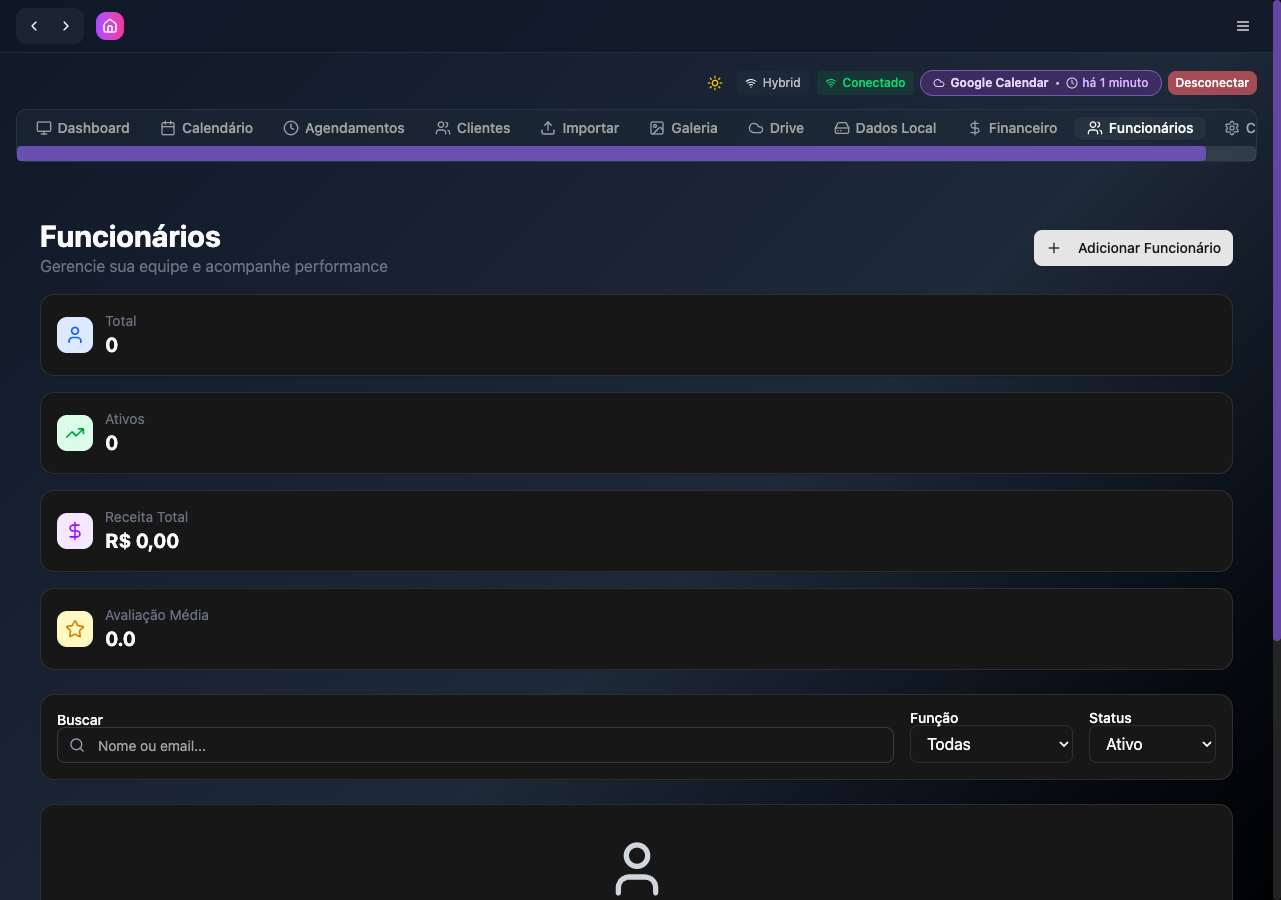 Hybrid Conectado Google Calendar • há 1 minuto Desconectar
Dashboard Calendário Agendamentos Clientes Importar Galeria Drive Dados Local Financeiro Funcionários C
Funcionários
Gerencie sua equipe e acompanhe performance
Adicionar Funcionário
Total
0
Ativos
0
Receita Total
R$ 0,00
Avaliação Média
0.0
Buscar Função Status
Nome ou email... Todas Ativo